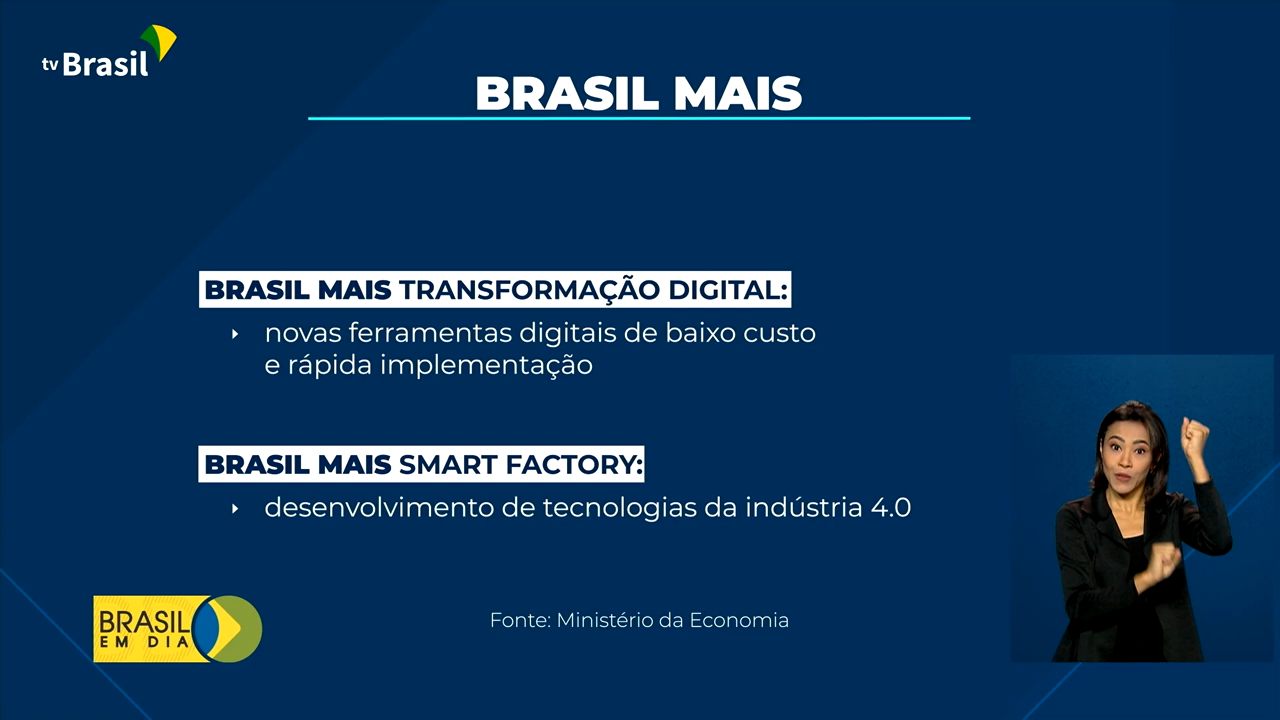 tv Brasil
BRASIL MAIS
BRASIL MAIS TRANSFORMAÇÃO DIGITAL:
novas ferramentas digitais de baixo custo
e rápida implementação
BRASIL MAIS SMART FACTORY:
desenvolvimento de tecnologias da indústria 4.0
BRASIL
EM DIA
Fonte: Ministério da Economia